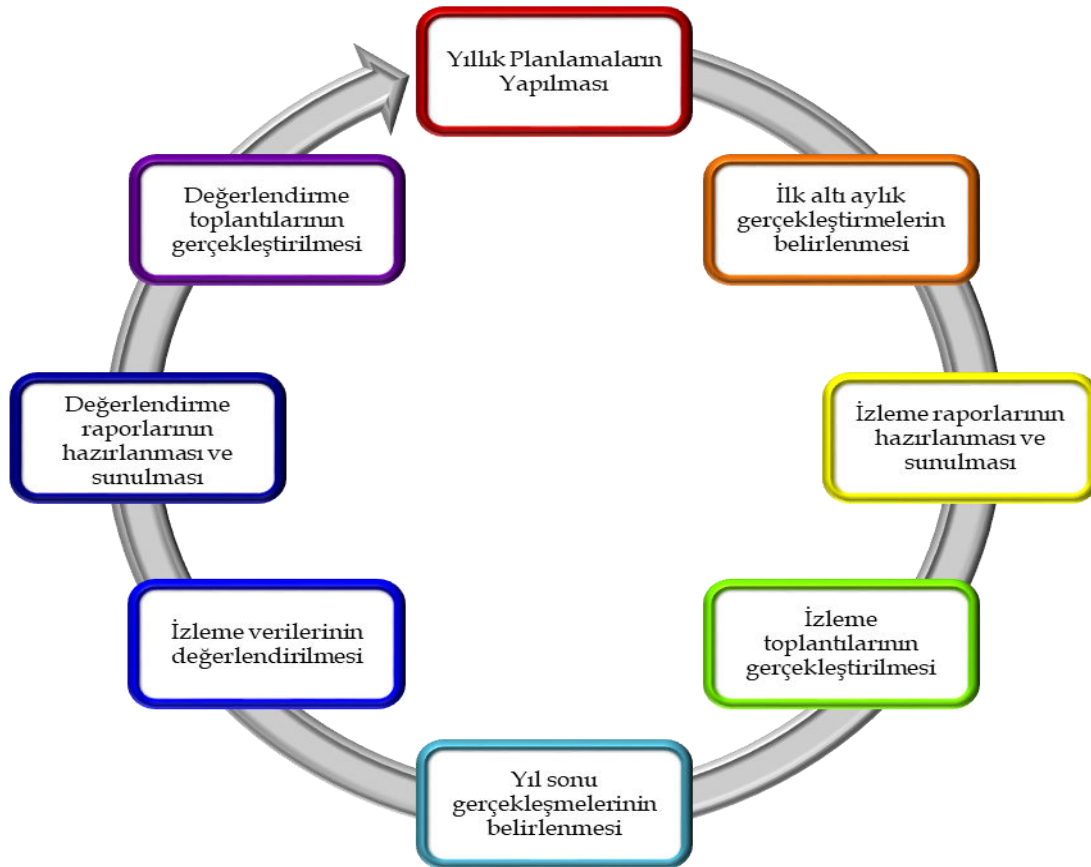 Yıllık Planlamaların
Yapılması
İlk altı aylık
gerçekleştirmelerin
belirlenmesi
İzleme raporlarının
hazırlanması ve
sunulması
İzleme
toplantılarının
gerçekleştirilmesi
Yıl sonu
gerçekleşmelerinin
belirlenmesi
İzleme verilerinin
değerlendirilmesi
Değerlendirme
raporlarının
hazırlanması ve
sunulması
Değerlendirme
toplantılarının
gerçekleştirilmesi